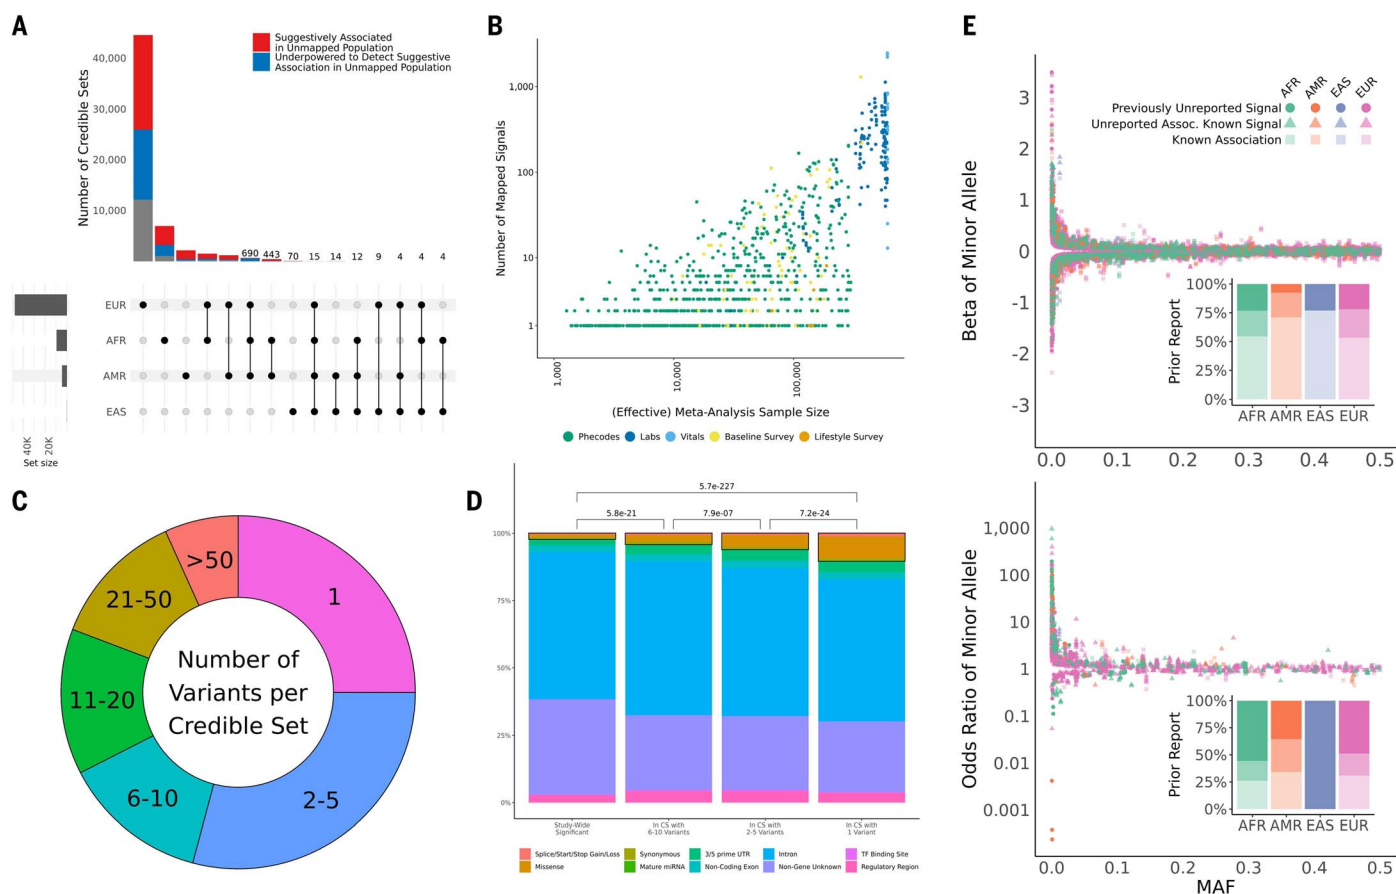 A
Number of Credible Sets
40,000
30,000
20,000
10,000
Suggestively Associated
in Unmapped Population
Underpowered to Detect Suggestive
Association in Unmapped Population
690 443 70 15 14 12 9 4 4 4
EUR
AFR
AMR
EAS
40K 20K
Set size
B
Number of Mapped Signals
1,000
100
10
1
1,000 10,000 100,000
(Effective) Meta-Analysis Sample Size
Phecodes Labs Vitals Baseline Survey Lifestyle Survey
C
>50
1
21-50
11-20
6-10
2-5
Number of
Variants per
Credible Set
D
5.7e-227
5.8e-21 7.9e-07 7.2e-24
100%
75%
50%
25%
0%
Study-Wide
Significant
In CS with
6-10 Variants
In CS with
2-5 Variants
In CS with
1 Variant
Splice/Start/Stop Gain/Loss Synonymous 3/5 prime UTR Intron TF Binding Site
Missense Mature miRNA Non-Coding Exon Non-Gene Unknown Regulatory Region
E
Beta of Minor Allele
3
2
1
0
-1
-2
-3
AFR AMR EAS EUR
Previously Unreported Signal
Unreported Assoc. Known Signal
Known Association
Prior Report
100%
75%
50%
25%
0%
AFR AMR EAS EUR
0.0 0.1 0.2 0.3 0.4 0.5
Odds Ratio of Minor Allele
1,000
100
10
1
0.1
0.01
0.001
Prior Report
100%
75%
50%
25%
0%
AFR AMR EAS EUR
0.0 0.1 0.2 0.3 0.4 0.5
MAF